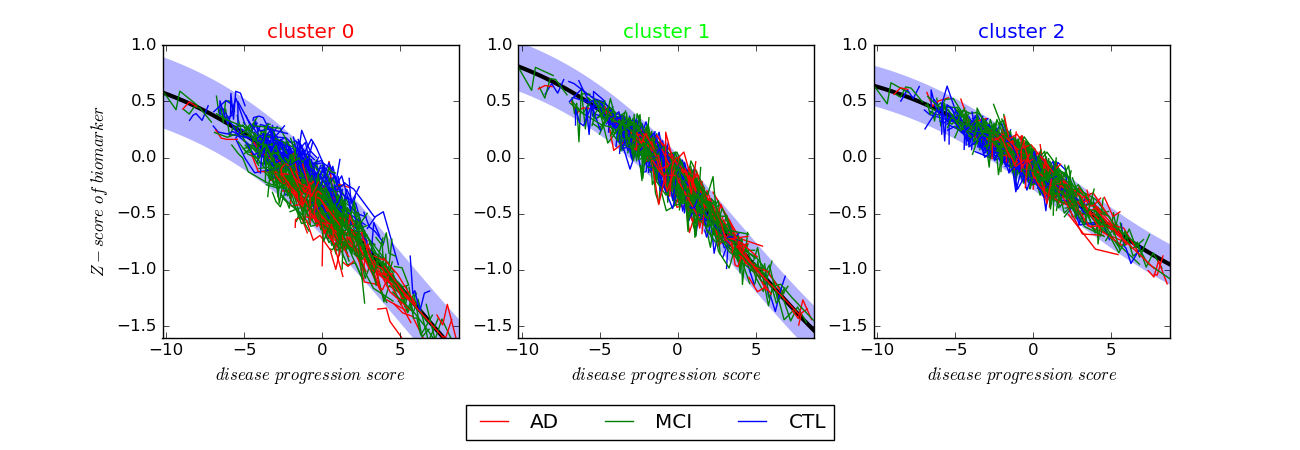 cluster 0 cluster 1 cluster 2
1.0 1.0 1.0
0.5 0.5 0.5
0.0 0.0 0.0
−0.5 −0.5 −0.5
−1.0 −1.0 −1.0
−1.5 −1.5 −1.5
Z − score of biomarker
−10 −5 0 5 −10 −5 0 5 −10 −5 0 5
disease progression score disease progression score disease progression score
AD MCI CTL